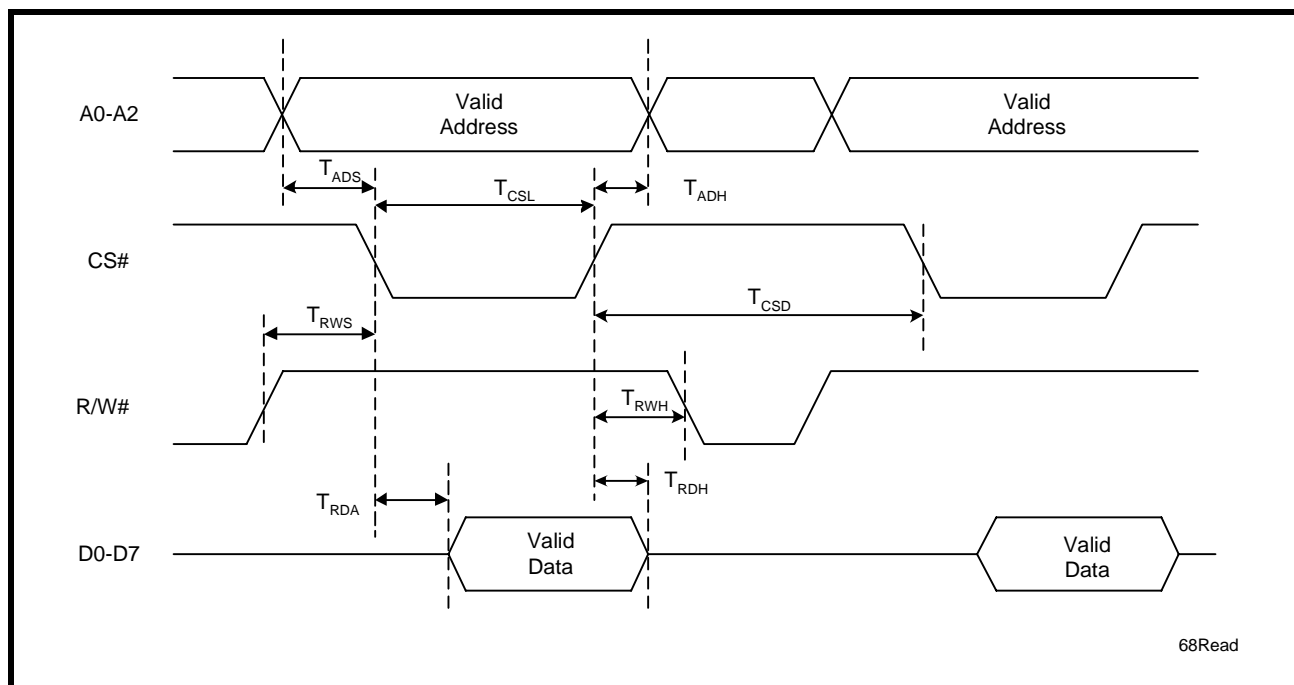 A0-A2
Valid
Address
Valid
Address
TADS
TCSL
TADH
CS#
TCSD
TRWS
R/W#
TRWH
TRDA
TRDH
D0-D7
Valid
Data
Valid
Data
68Read